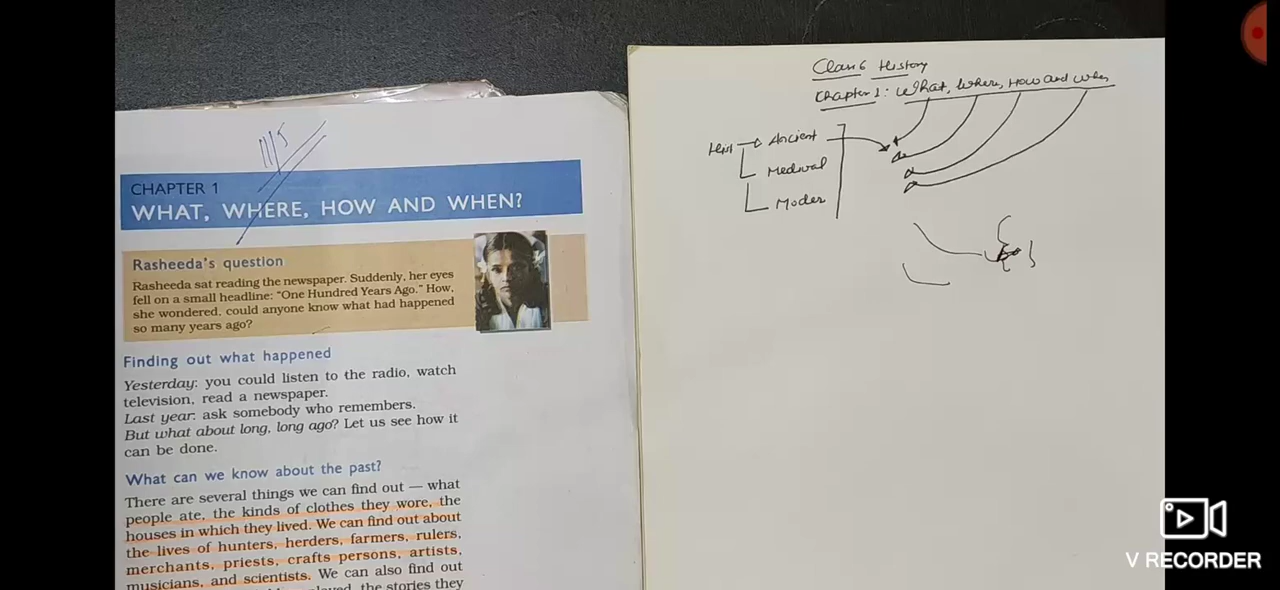 CHAPTER 1
WHAT, WHERE, HOW AND WHEN?
Rasheeda's question
Rasheeda sat reading the newspaper. Suddenly, her eyes
fell on a small headline: "One Hundred Years Ago." How,
she wondered, could anyone know what had happened
so many years ago?
Finding out what happened
Yesterday: you could listen to the radio, watch
television, read a newspaper.
Last year: ask somebody who remembers.
But what about long, long ago? Let us see how it
can be done.
What can we know about the past?
There are several things we can find out — what
people ate, the kinds of clothes they wore, the
houses in which they lived. We can find out about
the lives of hunters, herders, farmers, rulers,
merchants, priests, crafts persons, artists,
musicians, and scientists. We can also find out
the stories they
Class 6 History
Chapter 1: What, Where, How and When
Hist Ancient
Medival
Moder
V RECORDER